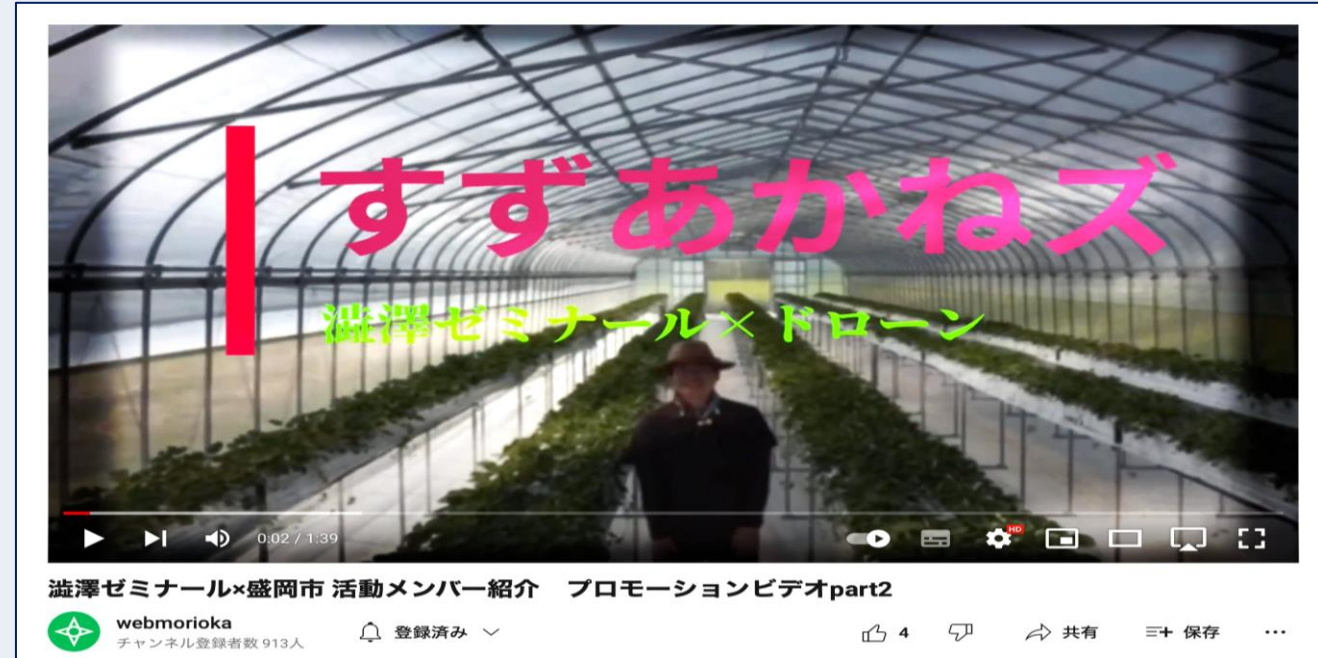 すずあかねズ
澁澤ゼミナール×ドローン
0:02 / 1:39
HD
澁澤ゼミナール×盛岡市 活動メンバー紹介　プロモーションビデオpart2
webmorioka
チャンネル登録者数 913人
登録済み
4
共有
保存